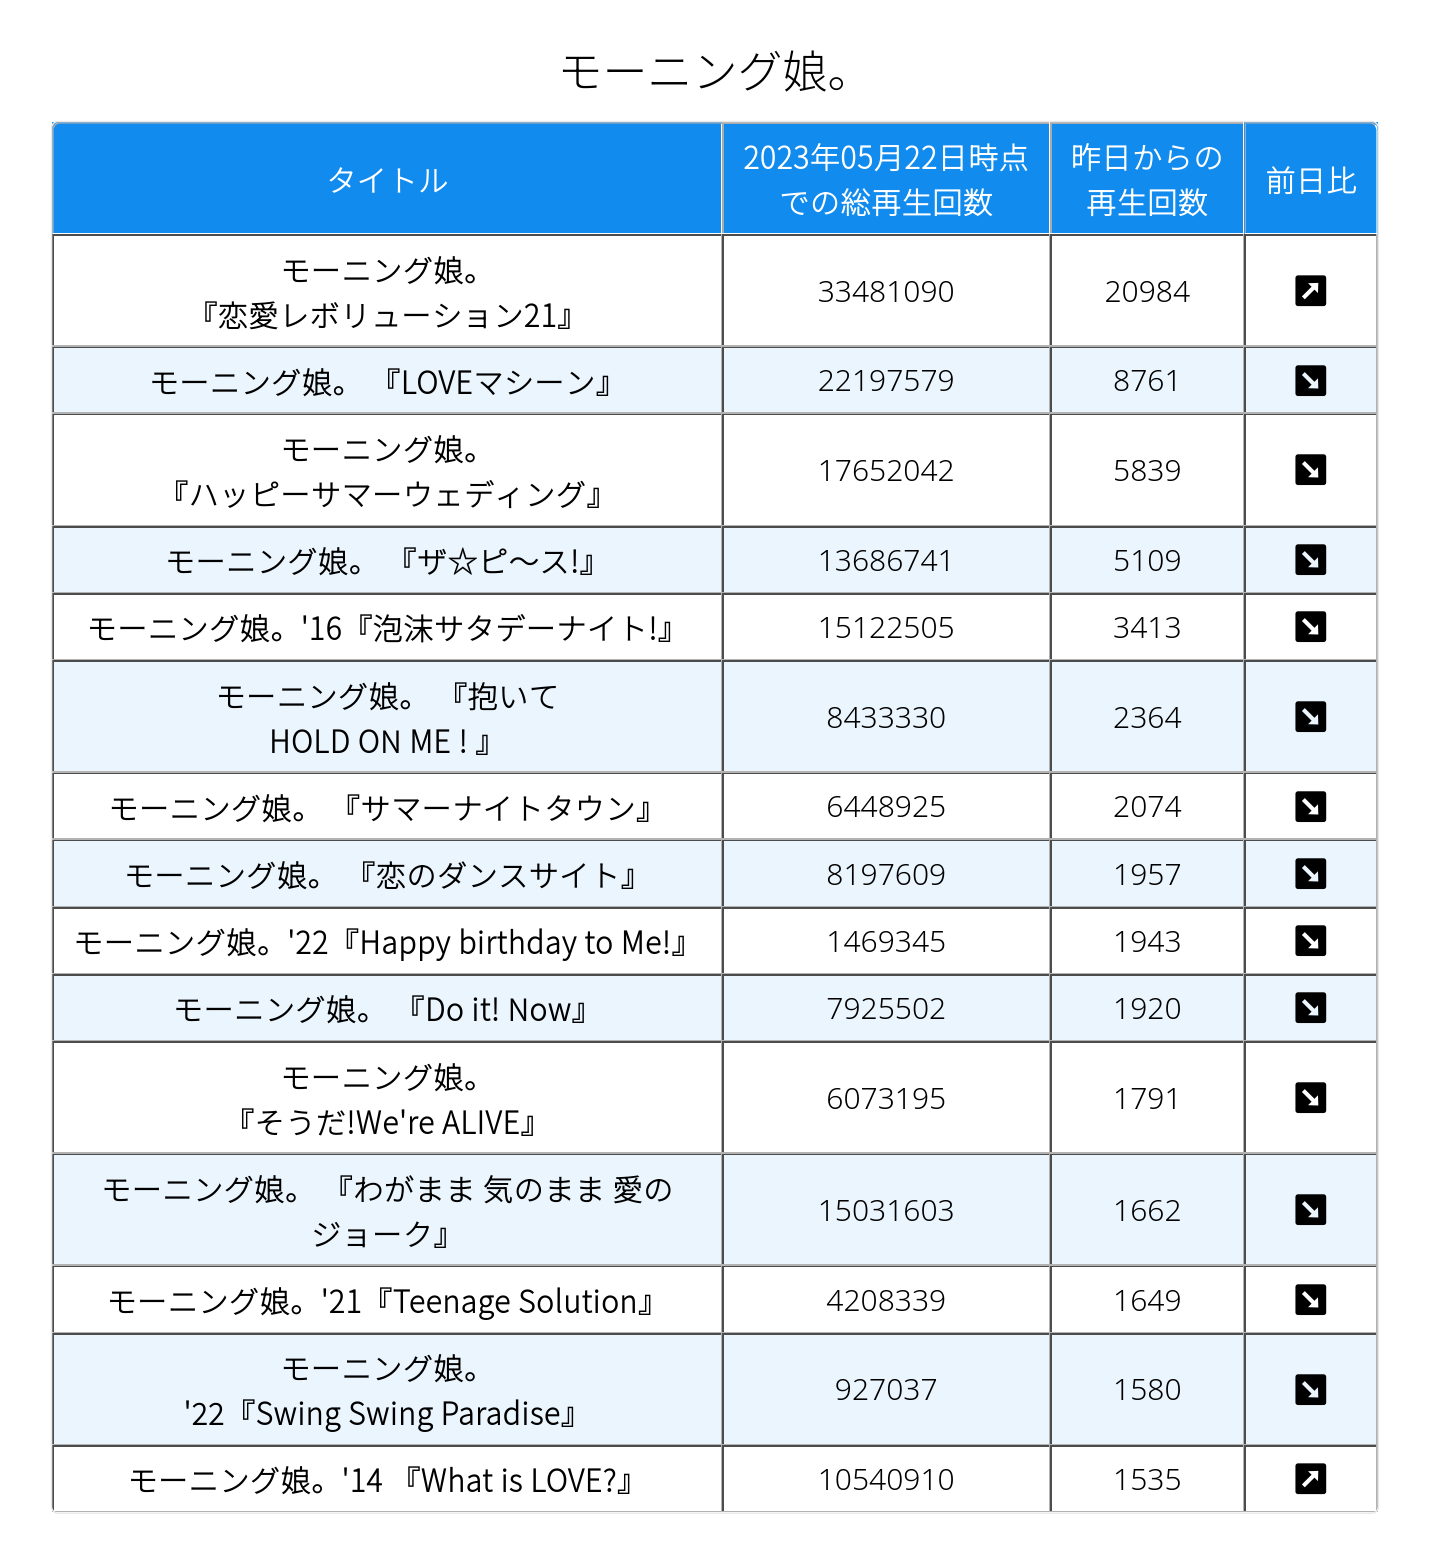 モーニング娘。
タイトル
2023年05月22日時点
での総再生回数
昨日からの
再生回数
前日比
モーニング娘。
『恋愛レボリューション21』
33481090
20984
モーニング娘。 『LOVEマシーン』
22197579
8761
モーニング娘。
『ハッピーサマーウェディング』
17652042
5839
モーニング娘。 『ザ☆ピ〜ス!』
13686741
5109
モーニング娘。'16『泡沫サタデーナイト!』
15122505
3413
モーニング娘。 『抱いて
HOLD ON ME ! 』
8433330
2364
モーニング娘。 『サマーナイトタウン』
6448925
2074
モーニング娘。 『恋のダンスサイト』
8197609
1957
モーニング娘。'22『Happy birthday to Me!』
1469345
1943
モーニング娘。 『Do it! Now』
7925502
1920
モーニング娘。
『そうだ!We're ALIVE』
6073195
1791
モーニング娘。 『わがまま 気のまま 愛の
ジョーク』
15031603
1662
モーニング娘。'21『Teenage Solution』
4208339
1649
モーニング娘。
'22『Swing Swing Paradise』
927037
1580
モーニング娘。'14 『What is LOVE?』
10540910
1535